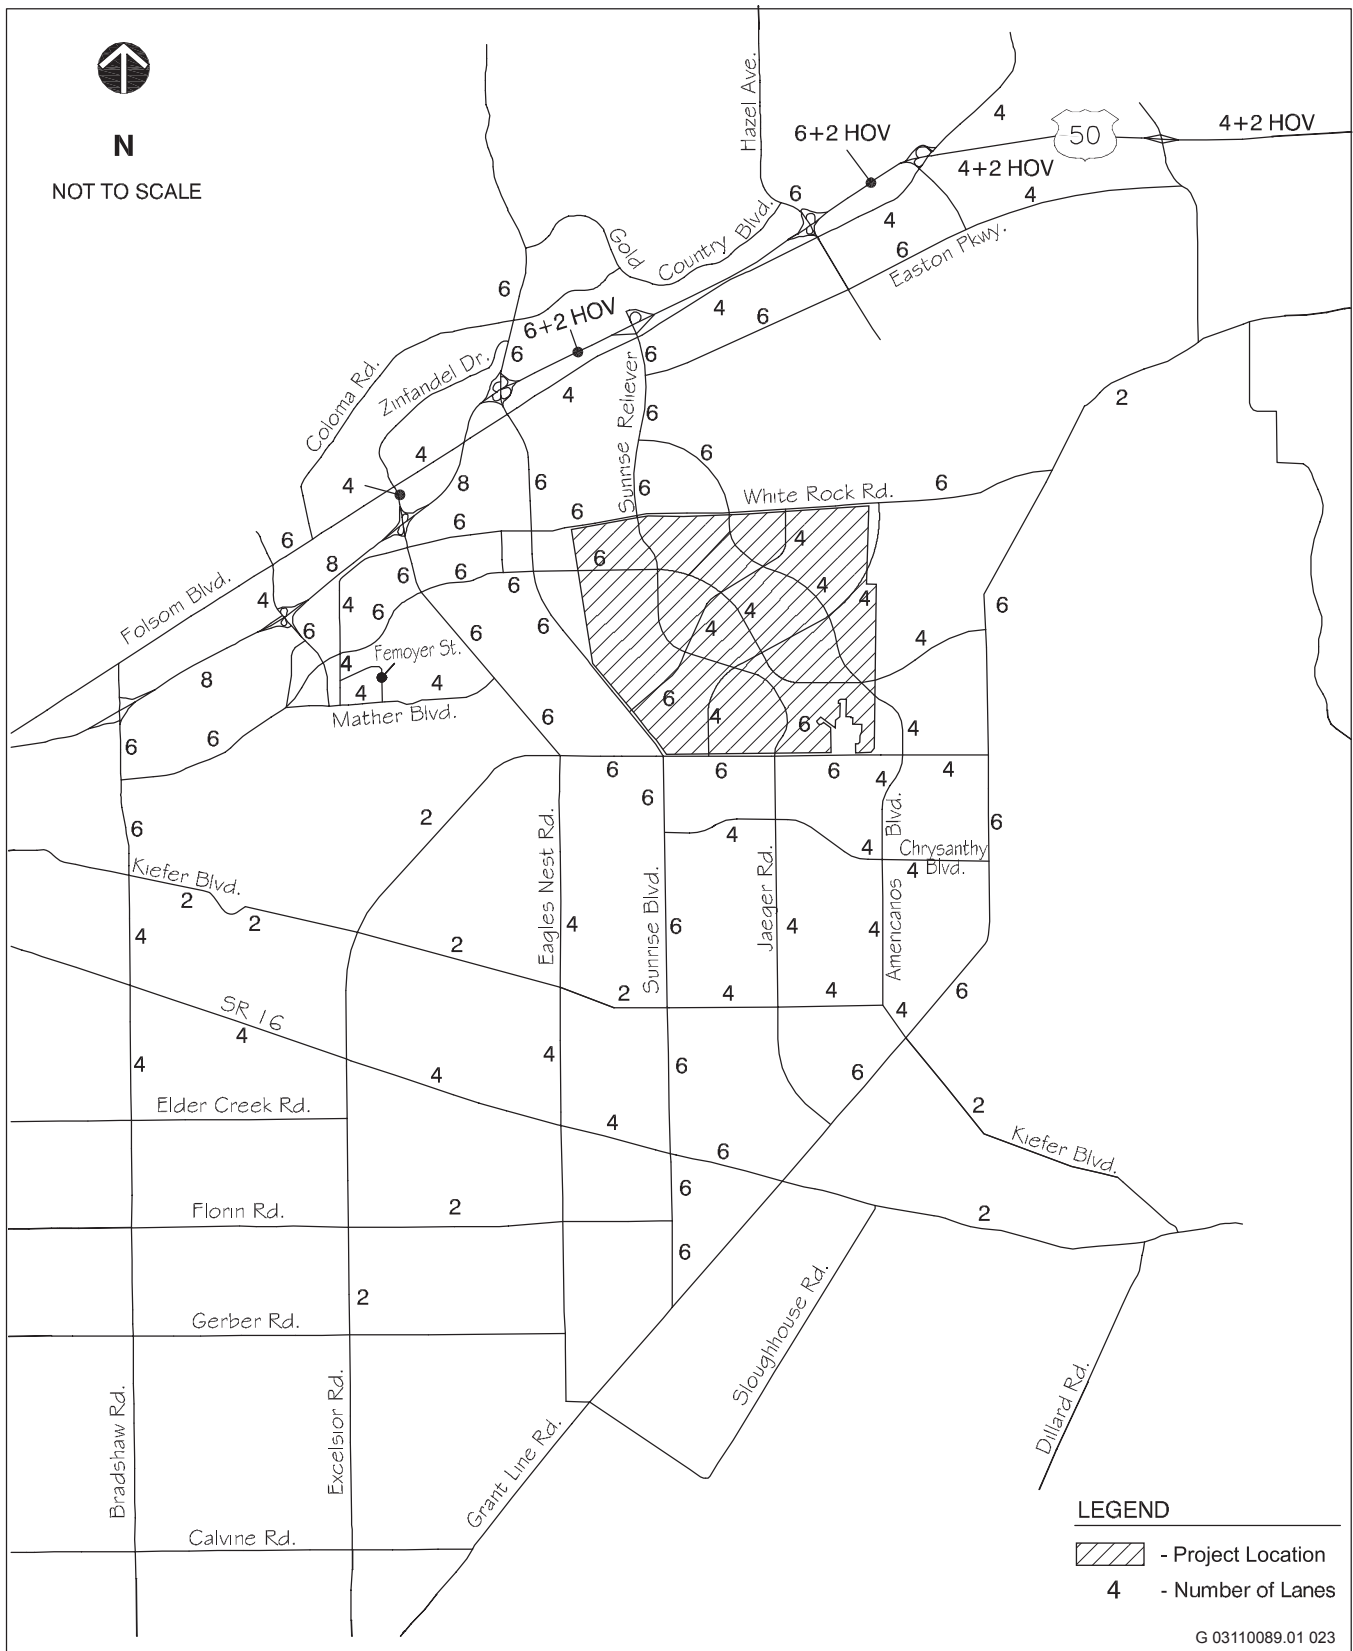 N
NOT TO SCALE
Hazel Ave.
4
6+2 HOV
50
4+2 HOV
4+2 HOV
4
6
4
Gold
Country Blvd.
6
Easton Pkwy.
6
6+2 HOV
4
6
6
6
Zinfandel Dr.
Coloma Rd.
4
Sunrise Reliever
6
2
4
6
4
8
6
6
White Rock Rd.
6
6
6
6
4
8
6
6
6
6
6
4
4
4
4
6
Folsom Blvd.
4
6
6
4
4
6
6
4
Femoyer St.
4
4
4
Mather Blvd.
8
6
6
6
4
6
4
6
6
6
6
4
4
6
2
6
Eagles Nest Rd.
4
Blvd.
4
Chrysanthy
Blvd.
4
6
Kiefer Blvd.
2
2
4
2
4
Sunrise Blvd.
6
Jaeger Rd.
4
4
Americanos
2
4
4
4
6
SR 16
4
4
4
4
6
6
Elder Creek Rd.
4
6
2
Kiefer Blvd.
Florin Rd.
2
6
2
6
2
Gerber Rd.
Sloughhouse Rd.
Bradshaw Rd.
Excelsior Rd.
Grant Line Rd.
Dillard Rd.
Calvine Rd.
LEGEND
- Project Location
4 - Number of Lanes
G 03110089.01 023